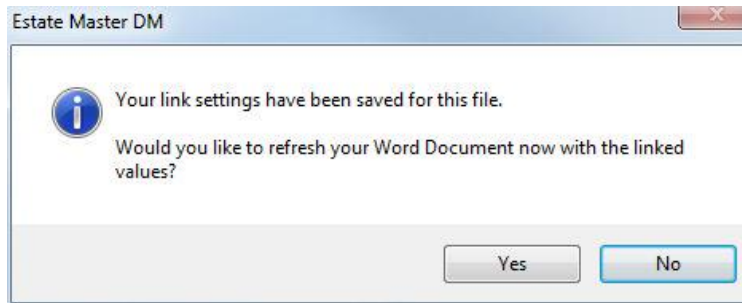 Estate Master DM
Your link settings have been saved for this file.
Would you like to refresh your Word Document now with the linked
values?
Yes No